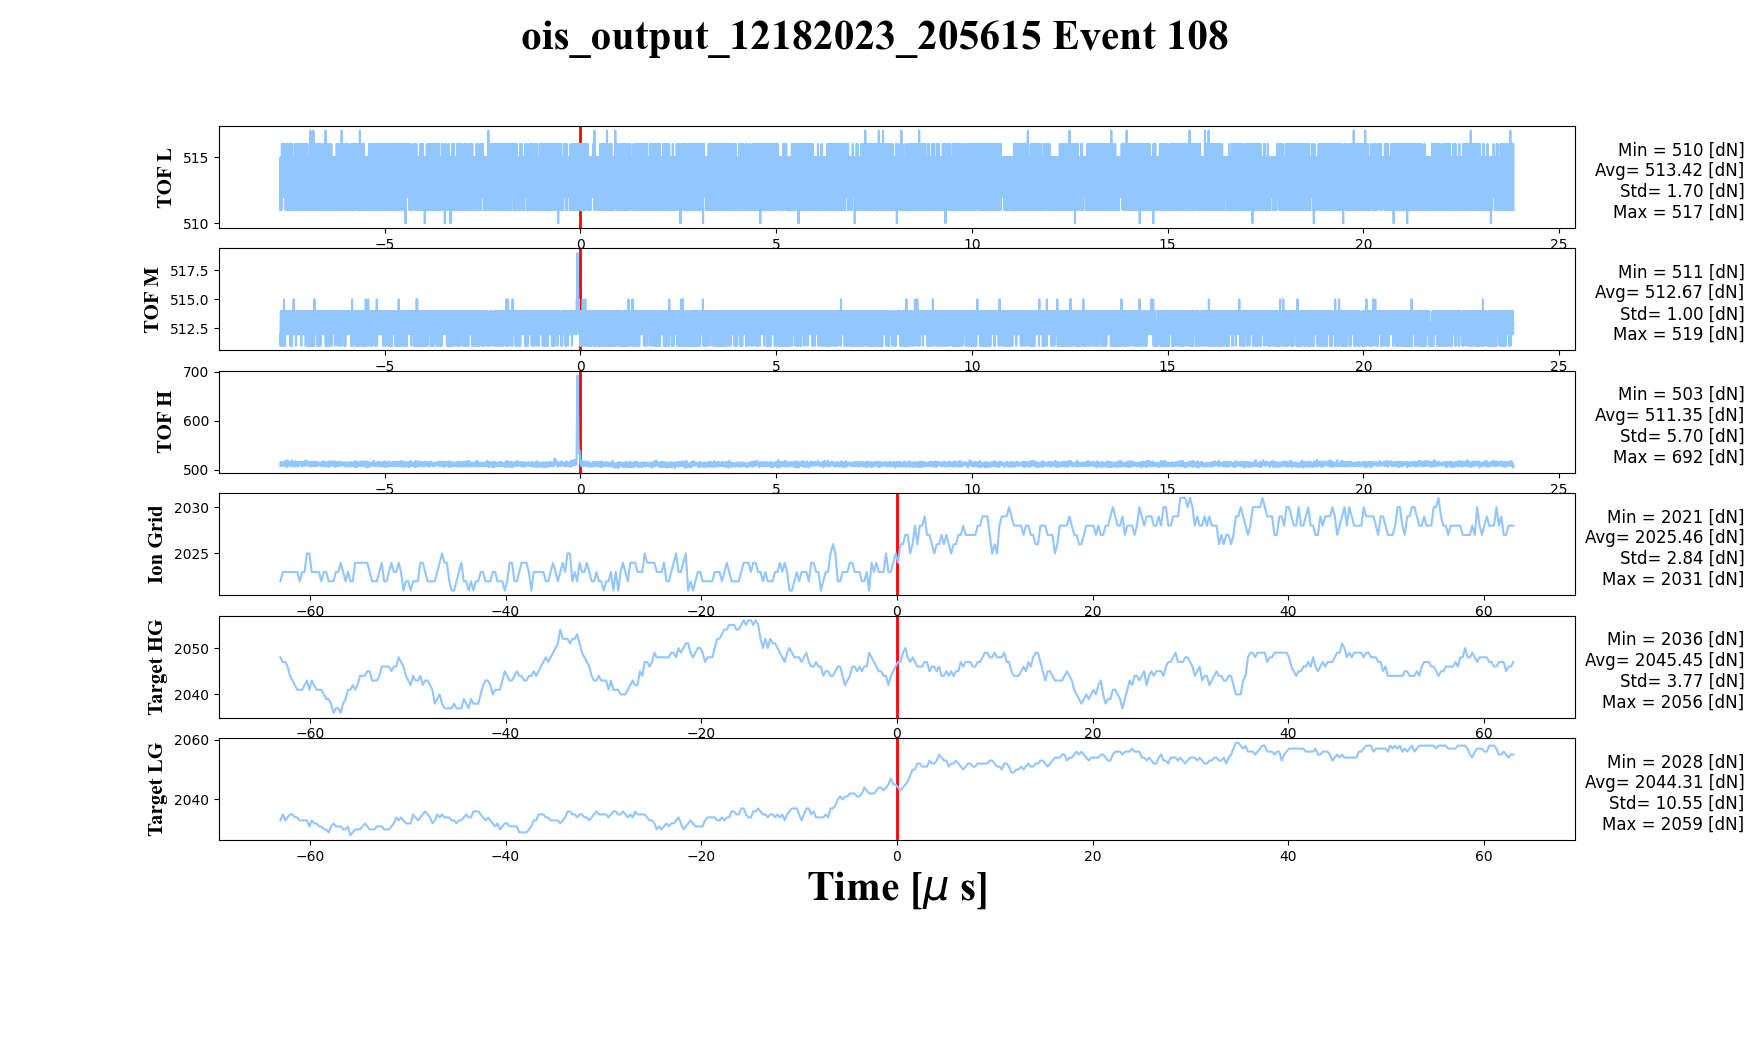 ois_output_12182023_205615 Event 108
TOF L
515
510
−5 0 5 10 15 20 25
Min = 510 [dN]
Avg= 513.42 [dN]
Std= 1.70 [dN]
Max = 517 [dN]
TOF M
517.5
515.0
512.5
−5 0 5 10 15 20 25
Min = 511 [dN]
Avg= 512.67 [dN]
Std= 1.00 [dN]
Max = 519 [dN]
TOF H
700
600
500
−5 0 5 10 15 20 25
Min = 503 [dN]
Avg= 511.35 [dN]
Std= 5.70 [dN]
Max = 692 [dN]
Ion Grid
2030
2025
−60 −40 −20 0 20 40 60
Min = 2021 [dN]
Avg= 2025.46 [dN]
Std= 2.84 [dN]
Max = 2031 [dN]
Target HG
2050
2040
−60 −40 −20 0 20 40 60
Min = 2036 [dN]
Avg= 2045.45 [dN]
Std= 3.77 [dN]
Max = 2056 [dN]
Target LG
2060
2040
−60 −40 −20 0 20 40 60
Min = 2028 [dN]
Avg= 2044.31 [dN]
Std= 10.55 [dN]
Max = 2059 [dN]
Time [μ s]